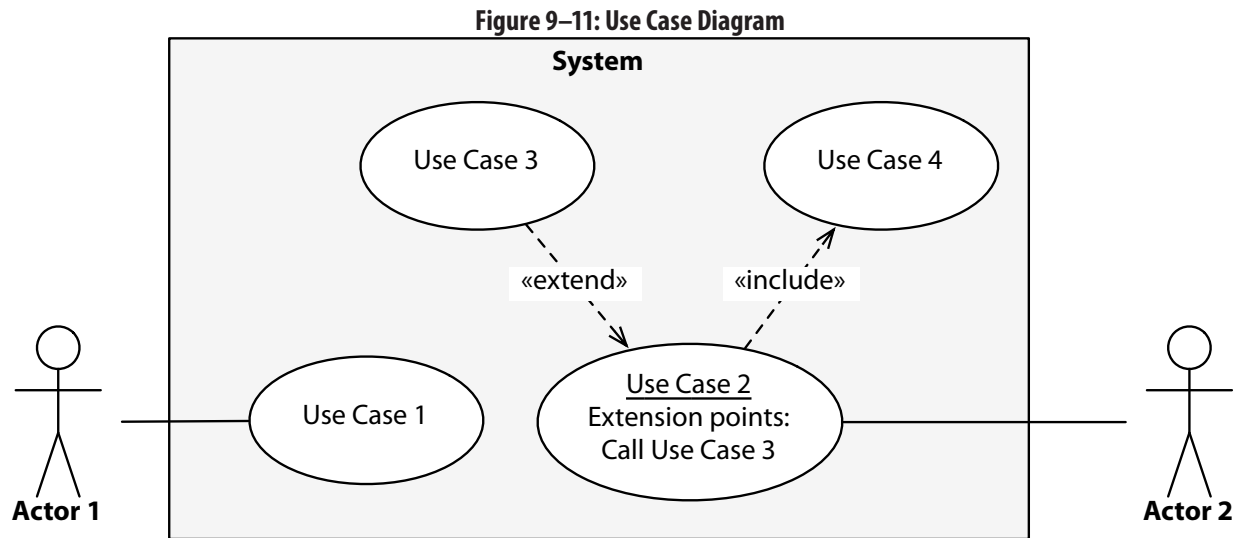 Figure 9–11: Use Case Diagram
System
Use Case 3
Use Case 4
«extend»
«include»
Use Case 1
Use Case 2
Extension points:
Call Use Case 3
Actor 1
Actor 2